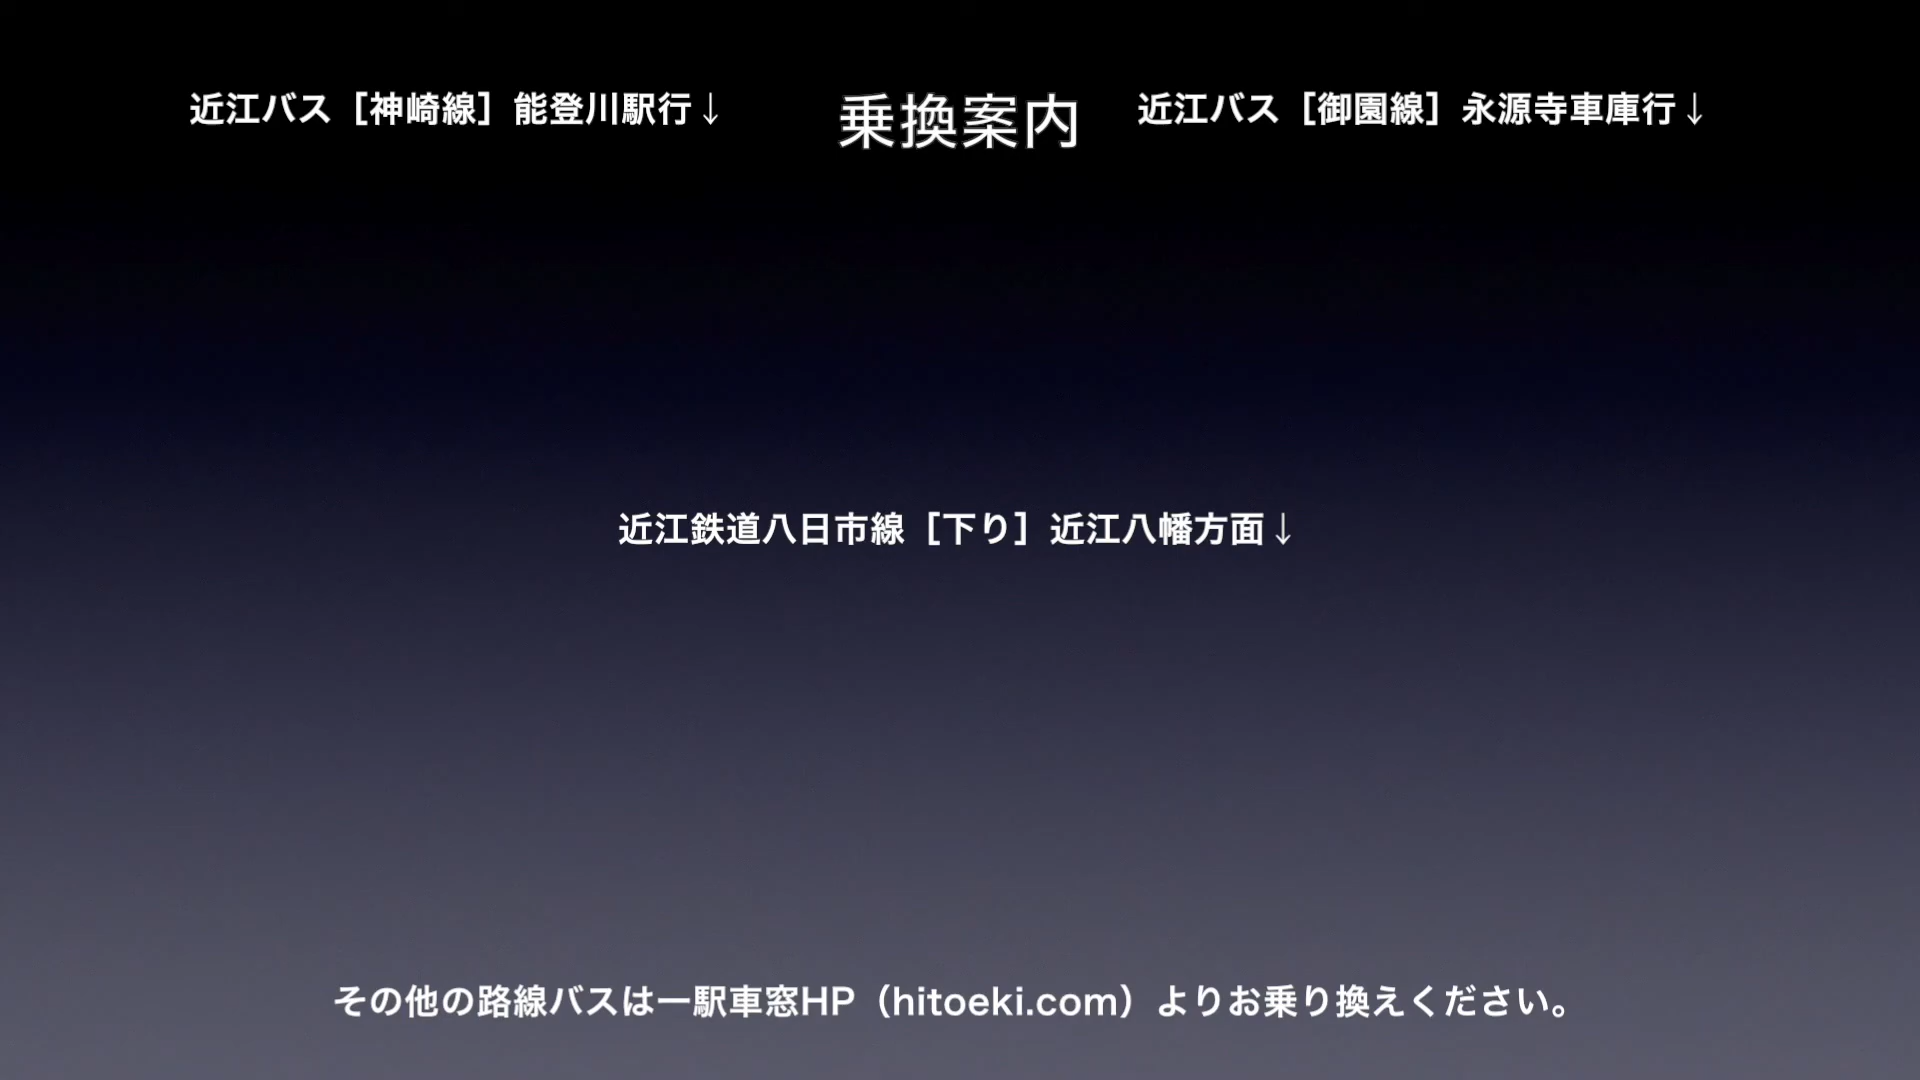 近江バス［神崎線］能登川駅行↓
乗換案内
近江バス［御園線］永源寺車庫行↓
近江鉄道八日市線［下り］近江八幡方面↓
その他の路線バスは一駅車窓HP（hitoeki.com）よりお乗り換えください。